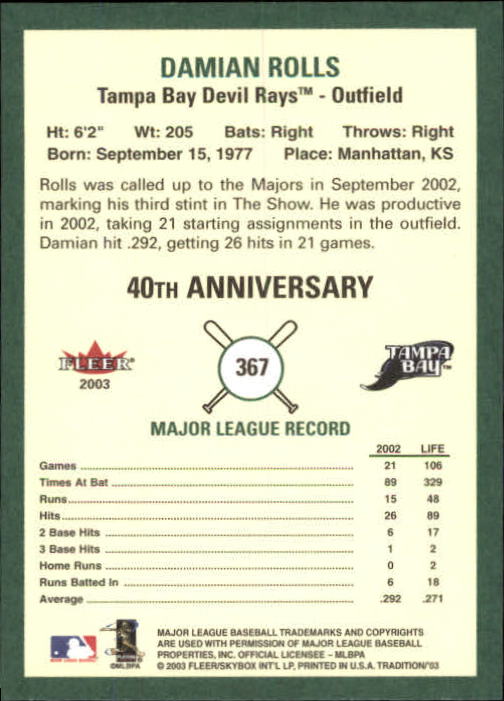 DAMIAN ROLLS
Tampa Bay Devil Rays™ - Outfield
Ht: 6'2" Wt: 205 Bats: Right Throws: Right
Born: September 15, 1977 Place: Manhattan, KS
Rolls was called up to the Majors in September 2002,
marking his third stint in The Show. He was productive
in 2002, taking 21 starting assignments in the outfield.
Damian hit .292, getting 26 hits in 21 games.
40TH ANNIVERSARY
FLEER®
2003
367
TAMPA
BAY™
MAJOR LEAGUE RECORD
2002 LIFE
Games 21 106
Times At Bat 89 329
Runs 15 48
Hits 26 89
2 Base Hits 6 17
3 Base Hits 1 2
Home Runs 0 2
Runs Batted In 6 18
Average .292 .271
MAJOR LEAGUE BASEBALL TRADEMARKS AND COPYRIGHTS
ARE USED WITH PERMISSION OF MAJOR LEAGUE BASEBALL
PROPERTIES, INC. OFFICIAL LICENSEE - MLBPA
© 2003 FLEER/SKYBOX INT'L LP, PRINTED IN U.S.A. TRADITION/'03
©MLBPA